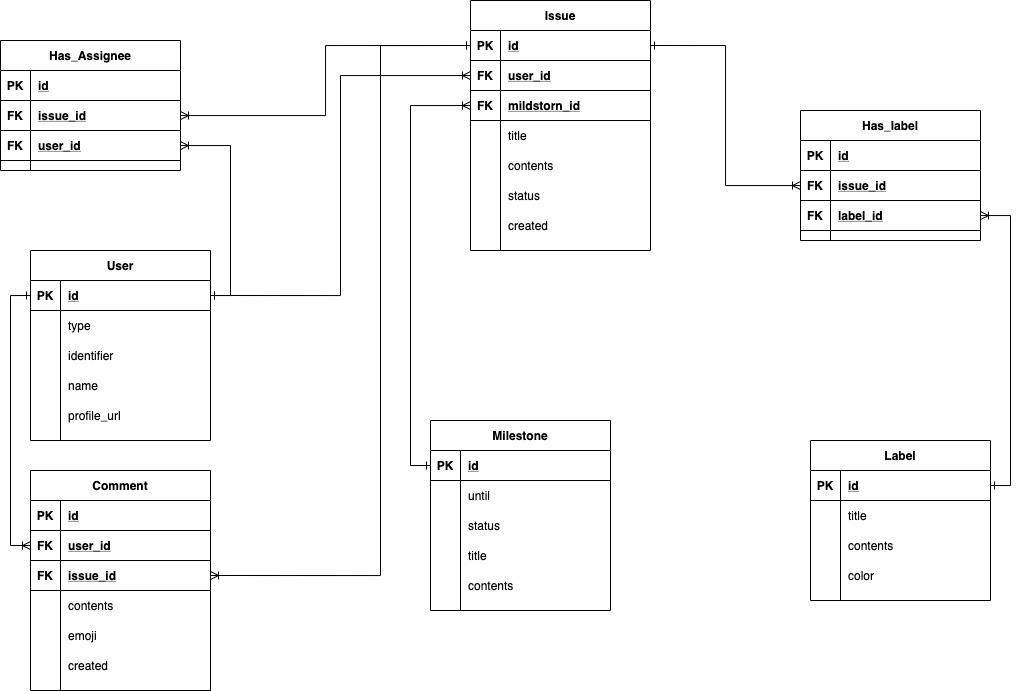 Issue
PK id
FK user_id
FK mildstorn_id
title
contents
status
created
Has_Assignee
PK id
FK issue_id
FK user_id
Has_label
PK id
FK issue_id
FK label_id
User
PK id
type
identifier
name
profile_url
Milestone
PK id
until
status
title
contents
Label
PK id
title
contents
color
Comment
PK id
FK user_id
FK issue_id
contents
emoji
created